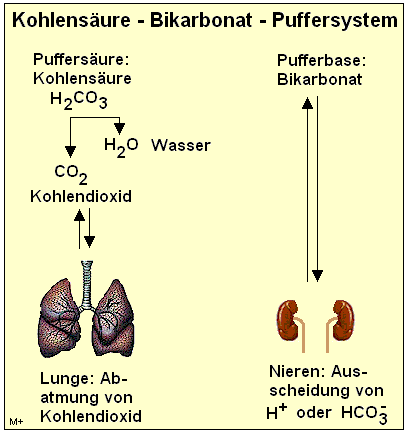 Kohlensäure - Bikarbonat - Puffersystem
Puffersäure:
Kohlensäure
H₂CO₃
H₂O Wasser
CO₂
Kohlendioxid
Lunge: Ab-
atmung von
Kohlendioxid
Pufferbase:
Bikarbonat
Nieren: Aus-
scheidung von
H⁺ oder HCO₃⁻
M+